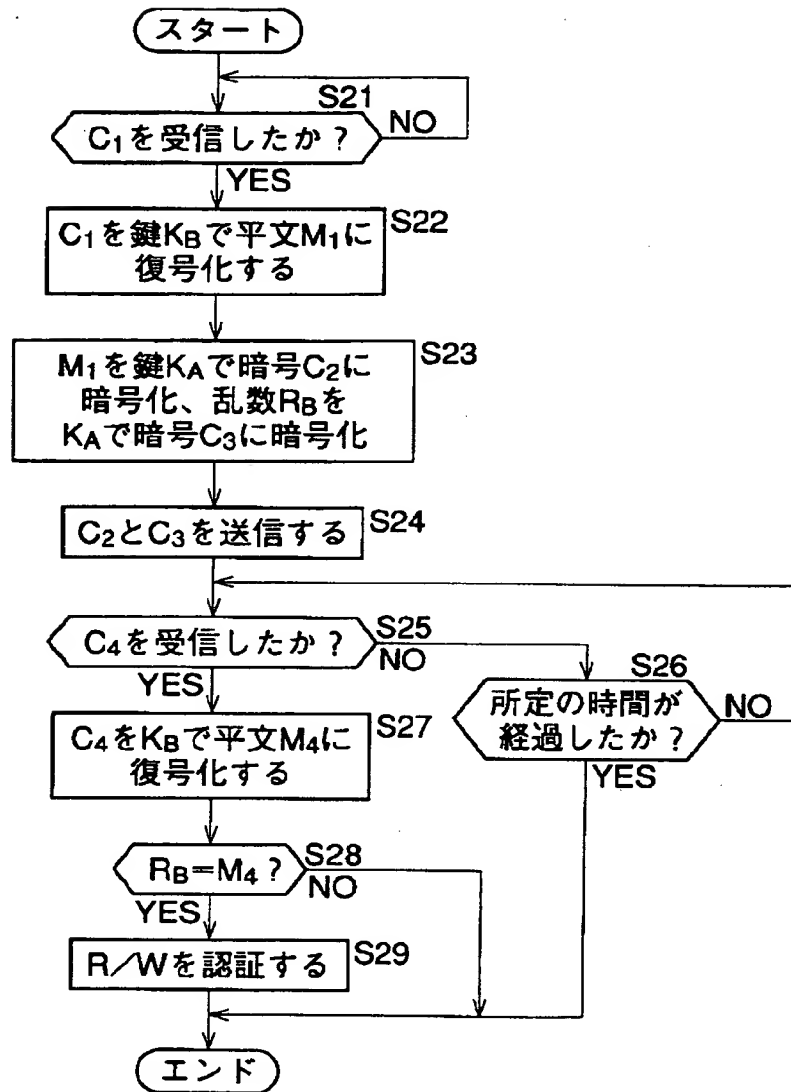 スタート
S21
C₁を受信したか？
NO
YES
C₁を鍵KBで平文M₁に
復号化する
S22
M₁を鍵KAで暗号C₂に
暗号化、乱数RBを
KAで暗号C₃に暗号化
S23
C₂とC₃を送信する
S24
C₄を受信したか？
S25
NO
YES
S26
所定の時間が
経過したか？
NO
YES
C₄をKBで平文M₄に
復号化する
S27
RB=M₄？
S28
NO
YES
R／Wを認証する
S29
エンド